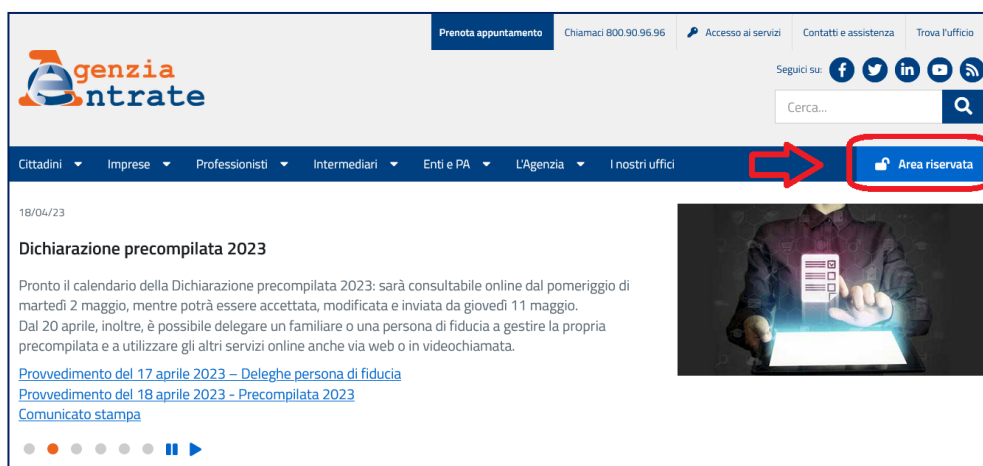 Prenota appuntamento Chiamaci 800.90.96.96 Accesso ai servizi Contatti e assistenza Trova l'ufficio
Agenzia
Entrate
Seguici su:
Cerca...
Cittadini Imprese Professionisti Intermediari Enti e PA L'Agenzia I nostri uffici Area riservata
18/04/23
Dichiarazione precompilata 2023
Pronto il calendario della Dichiarazione precompilata 2023: sarà consultabile online dal pomeriggio di
martedì 2 maggio, mentre potrà essere accettata, modificata e inviata da giovedì 11 maggio.
Dal 20 aprile, inoltre, è possibile delegare un familiare o una persona di fiducia a gestire la propria
precompilata e a utilizzare gli altri servizi online anche via web o in videochiamata.
Provvedimento del 17 aprile 2023 – Deleghe persona di fiducia
Provvedimento del 18 aprile 2023 - Precompilata 2023
Comunicato stampa